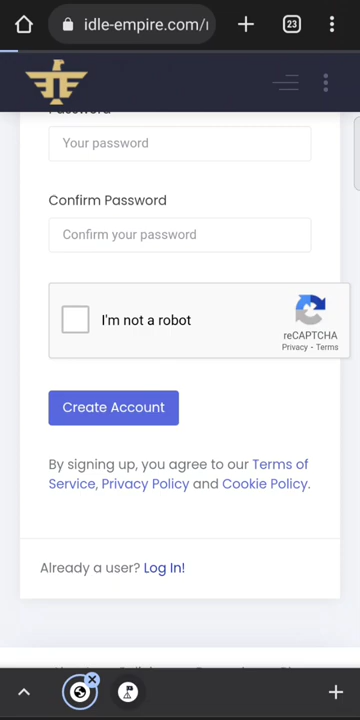 idle-empire.com/
23
Password
Your password
Confirm Password
Confirm your password
I'm not a robot
reCAPTCHA
Privacy - Terms
Create Account
By signing up, you agree to our Terms of
Service, Privacy Policy and Cookie Policy.
Already a user? Log In!